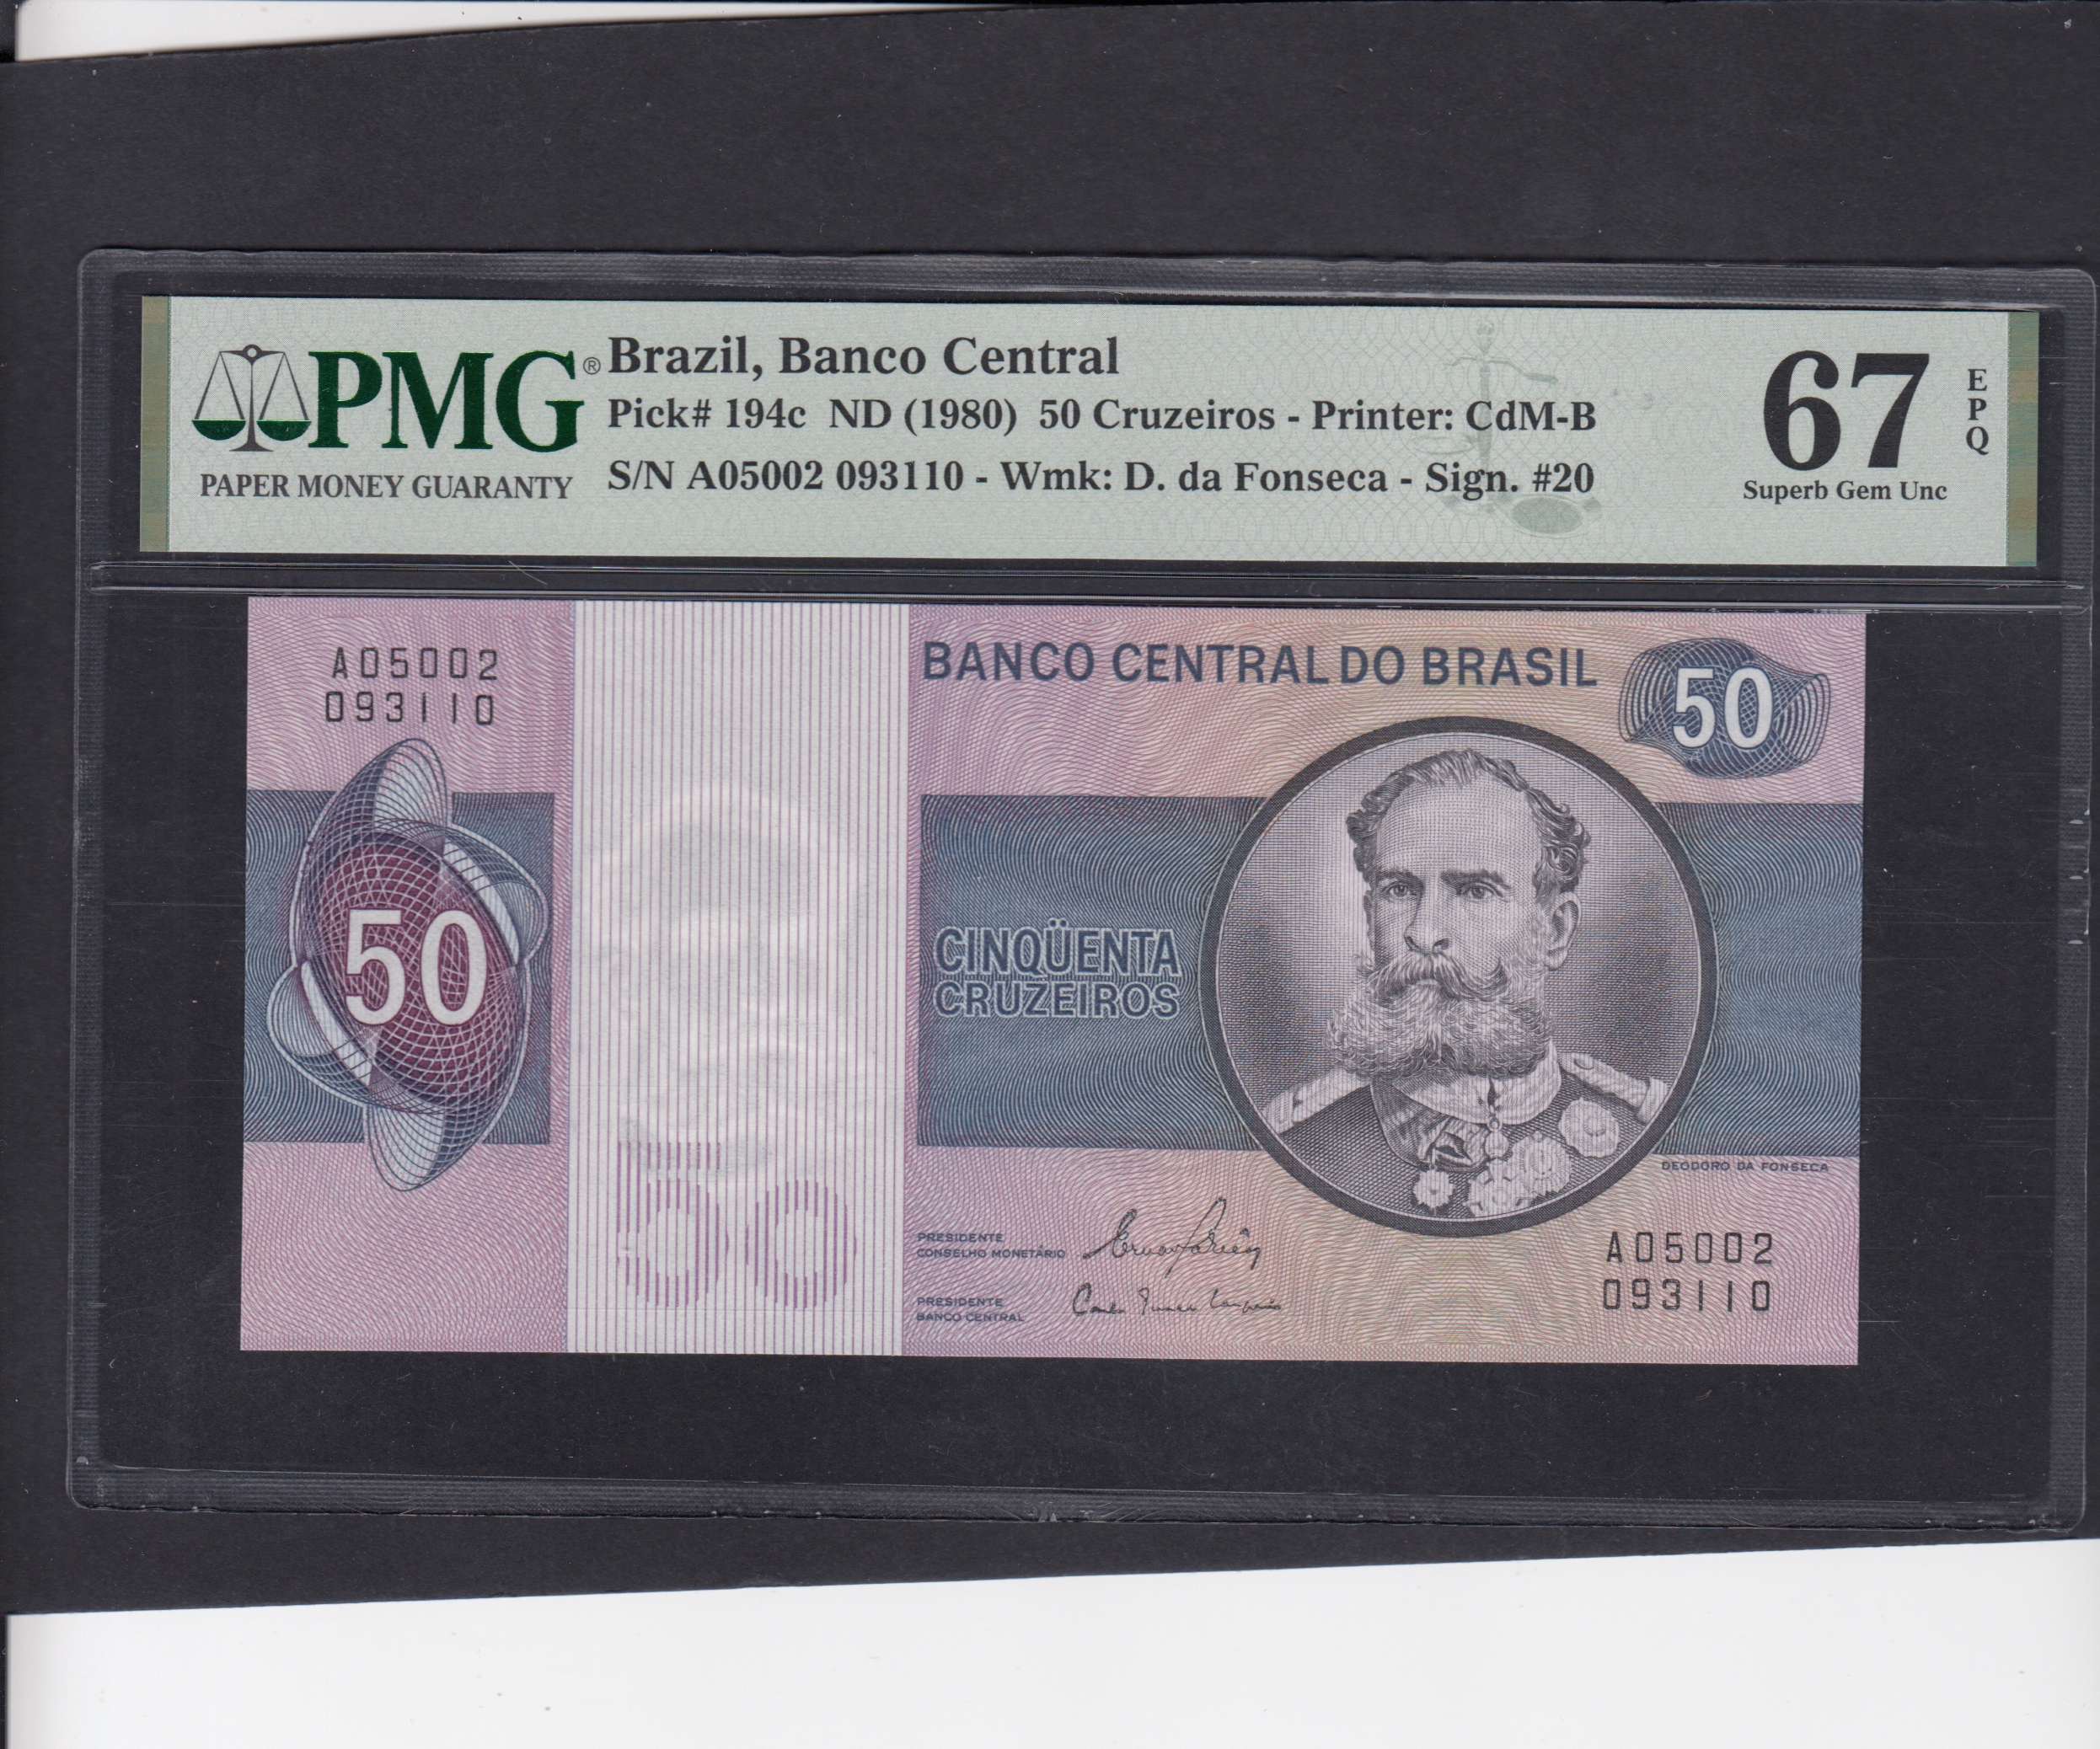 PMG®
PAPER MONEY GUARANTY
Brazil, Banco Central
Pick# 194c ND (1980) 50 Cruzeiros - Printer: CdM-B
S/N A05002 093110 - Wmk: D. da Fonseca - Sign. #20
67
EPQ
Superb Gem Unc
A05002
093110
BANCO CENTRAL DO BRASIL
50
50
CINQÜENTA
CRUZEIROS
DEODORO DA FONSECA
50
PRESIDENTE
CONSELHO MONETÁRIO
PRESIDENTE
BANCO CENTRAL
A05002
093110